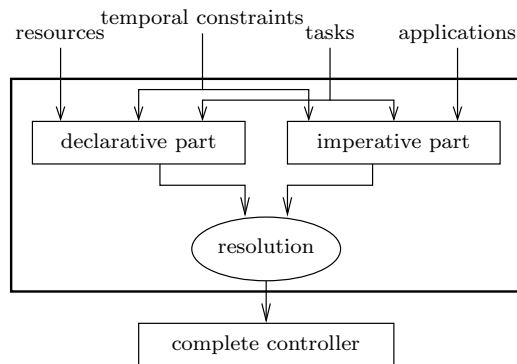 temporal constraints
resources
tasks
applications
declarative part
imperative part
resolution
complete controller